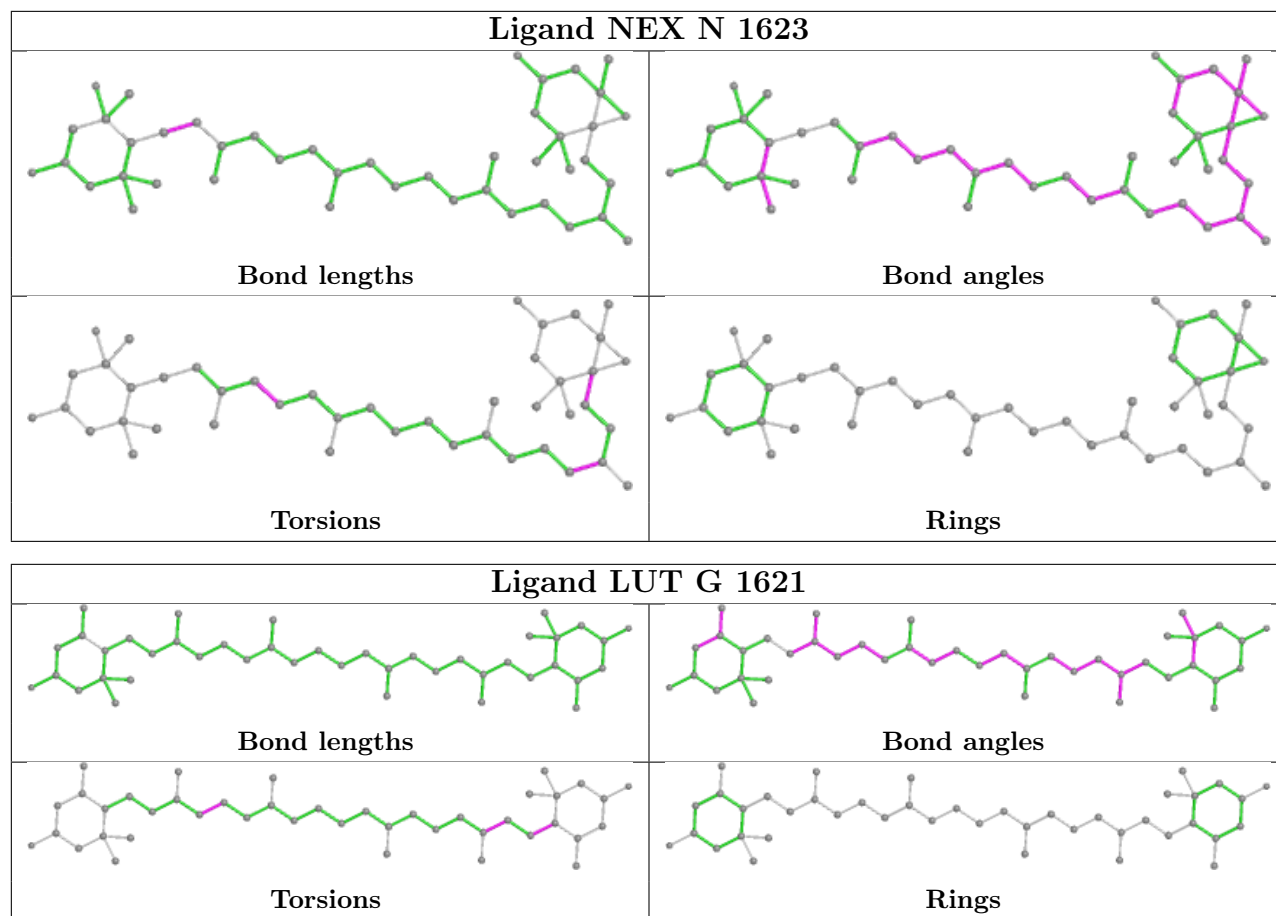 Ligand NEX N 1623
Bond lengths
Bond angles
Torsions
Rings
Ligand LUT G 1621
Bond lengths
Bond angles
Torsions
Rings